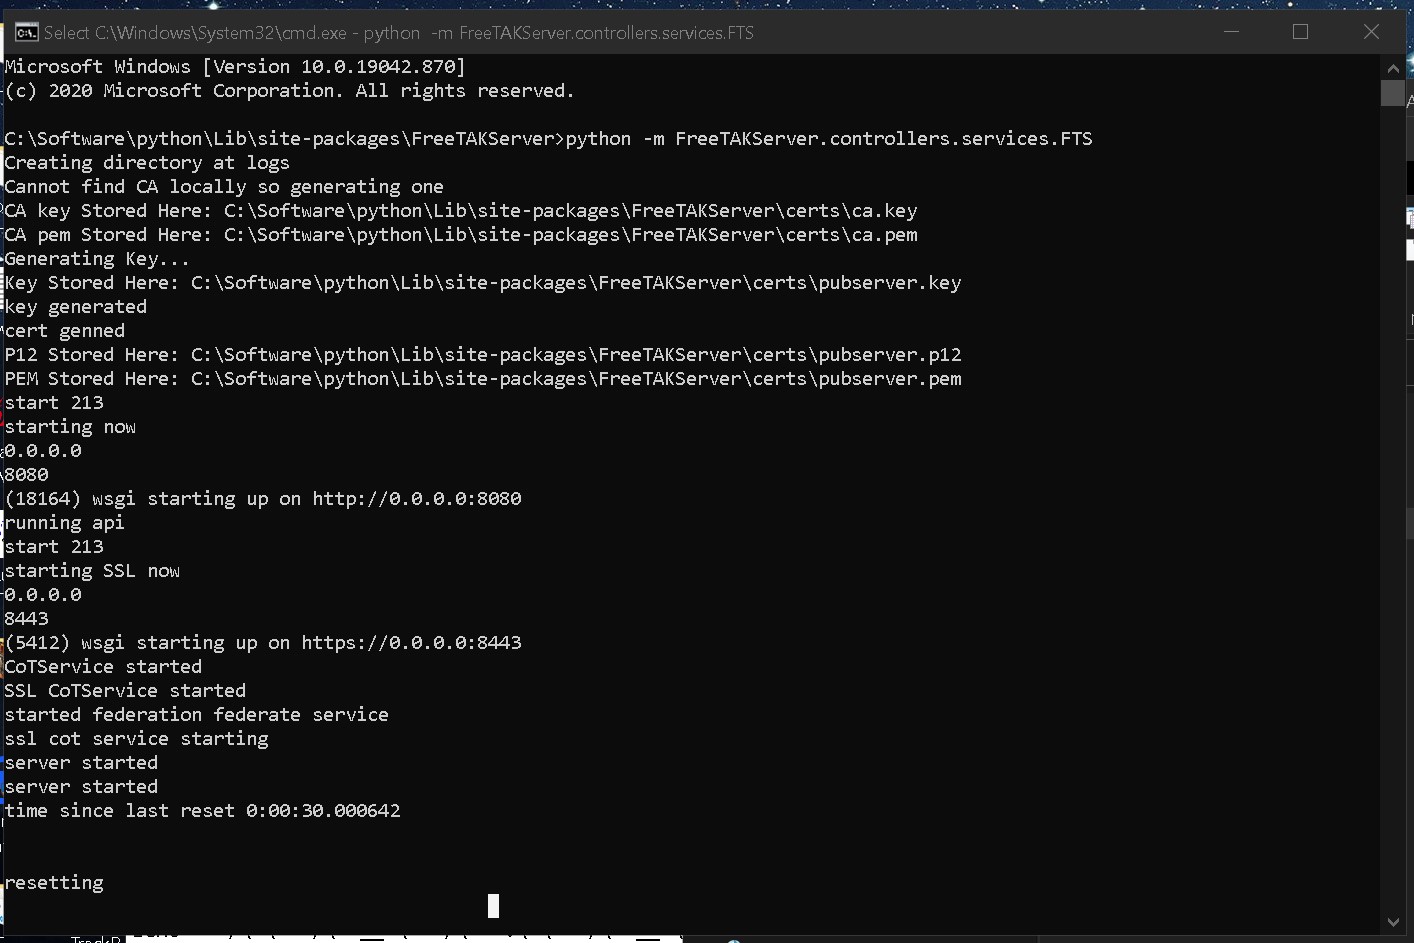 Select C:\Windows\System32\cmd.exe - python  -m FreeTAKServer.controllers.services.FTS
Microsoft Windows [Version 10.0.19042.870]
(c) 2020 Microsoft Corporation. All rights reserved.
C:\Software\python\Lib\site-packages\FreeTAKServer>python -m FreeTAKServer.controllers.services.FTS
Creating directory at logs
Cannot find CA locally so generating one
CA key Stored Here: C:\Software\python\Lib\site-packages\FreeTAKServer\certs\ca.key
CA pem Stored Here: C:\Software\python\Lib\site-packages\FreeTAKServer\certs\ca.pem
Generating Key...
Key Stored Here: C:\Software\python\Lib\site-packages\FreeTAKServer\certs\pubserver.key
key generated
cert genned
P12 Stored Here: C:\Software\python\Lib\site-packages\FreeTAKServer\certs\pubserver.p12
PEM Stored Here: C:\Software\python\Lib\site-packages\FreeTAKServer\certs\pubserver.pem
start 213
starting now
0.0.0.0
8080
(18164) wsgi starting up on http://0.0.0.0:8080
running api
start 213
starting SSL now
0.0.0.0
8443
(5412) wsgi starting up on https://0.0.0.0:8443
CoTService started
SSL CoTService started
started federation federate service
ssl cot service starting
server started
server started
time since last reset 0:00:30.000642
resetting